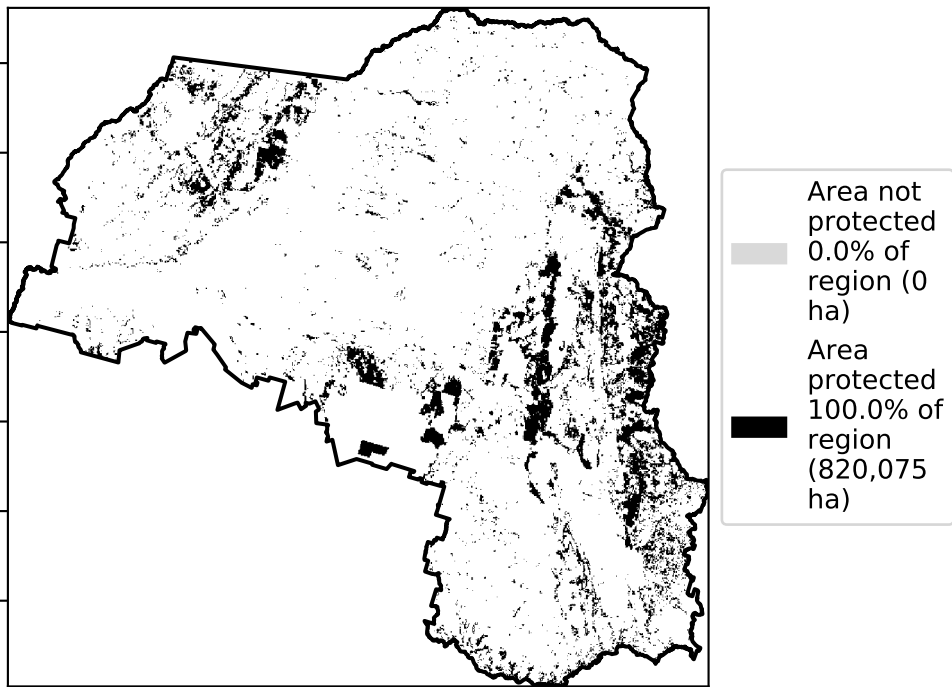 Area not
protected
0.0% of
region (0
ha)
Area
protected
100.0% of
region
(820,075
ha)